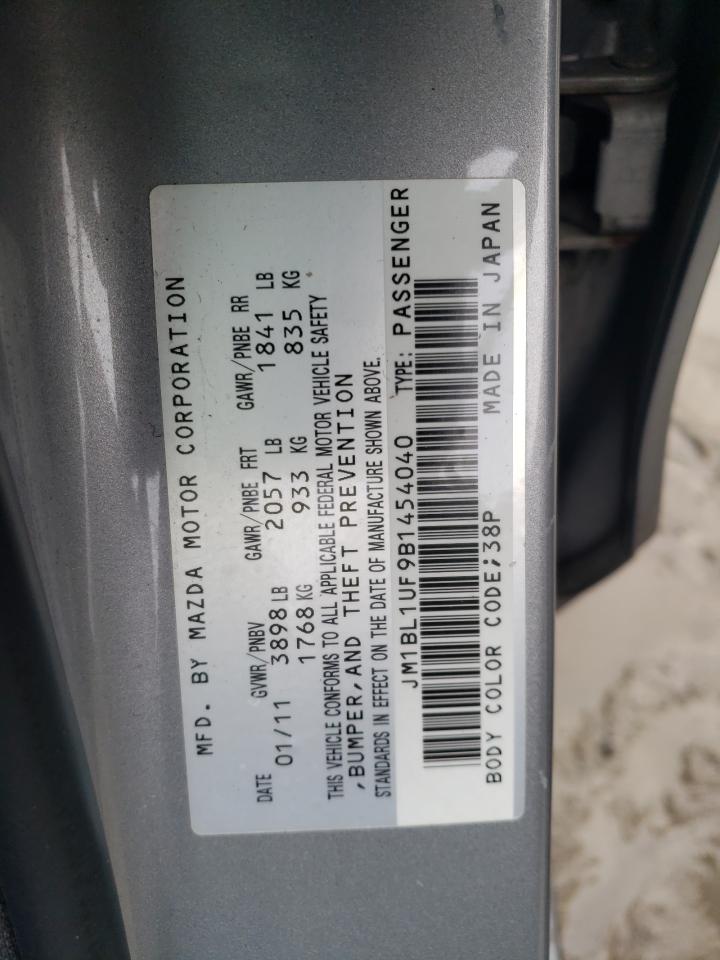 MFD. BY MAZDA MOTOR CORPORATION
DATE GVWR/PNBV GAWR/PNBE FRT GAWR/PNBE RR
01/11 3898 LB 2057 LB 1841 LB
1768 KG 933 KG 835 KG
THIS VEHICLE CONFORMS TO ALL APPLICABLE FEDERAL MOTOR VEHICLE SAFETY
,BUMPER,AND THEFT PREVENTION
STANDARDS IN EFFECT ON THE DATE OF MANUFACTURE SHOWN ABOVE.
JM1BL1UF9B1454040 TYPE: PASSENGER
BODY COLOR CODE;38P MADE IN JAPAN